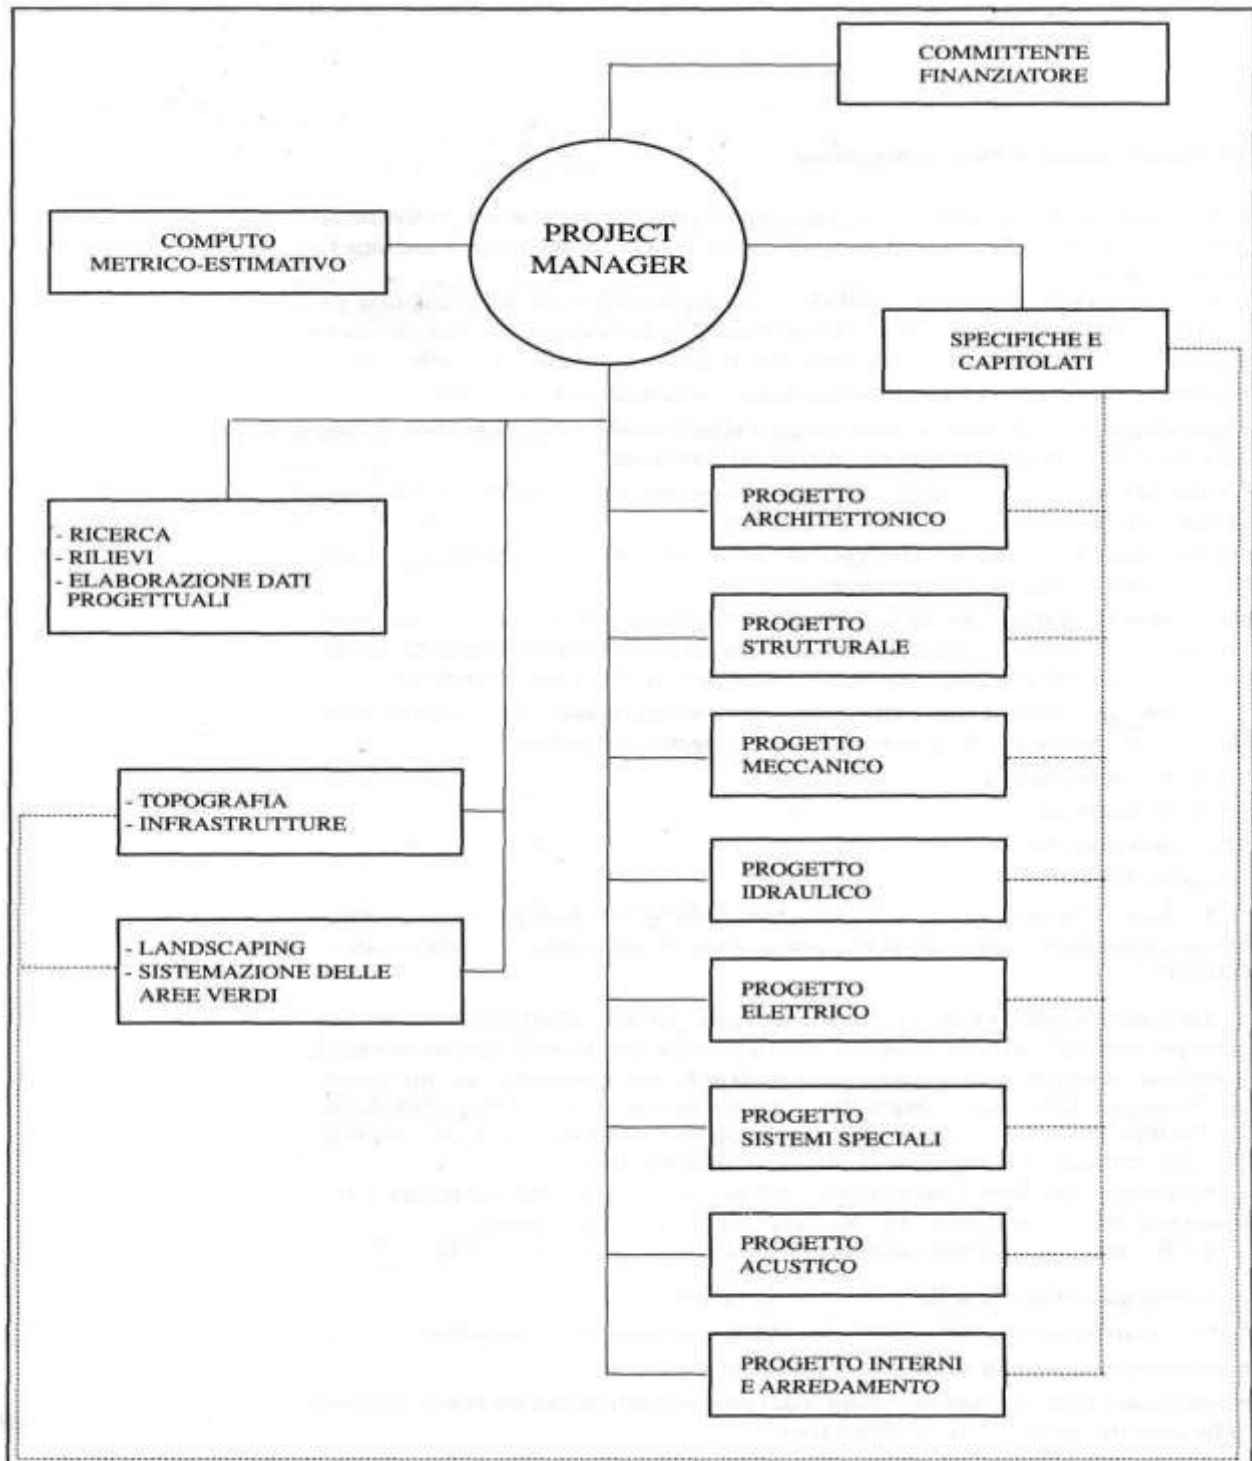 COMMITTENTE
FINANZIATORE
PROJECT
MANAGER
COMPUTO
METRICO-ESTIMATIVO
SPECIFICHE E
CAPITOLATI
- RICERCA
- RILIEVI
- ELABORAZIONE DATI
PROGETTUALI
PROGETTO
ARCHITETTONICO
PROGETTO
STRUTTURALE
PROGETTO
MECCANICO
- TOPOGRAFIA
- INFRASTRUTTURE
PROGETTO
IDRAULICO
- LANDSCAPING
- SISTEMAZIONE DELLE
AREE VERDI
PROGETTO
ELETTRICO
PROGETTO
SISTEMI SPECIALI
PROGETTO
ACUSTICO
PROGETTO INTERNI
E ARREDAMENTO